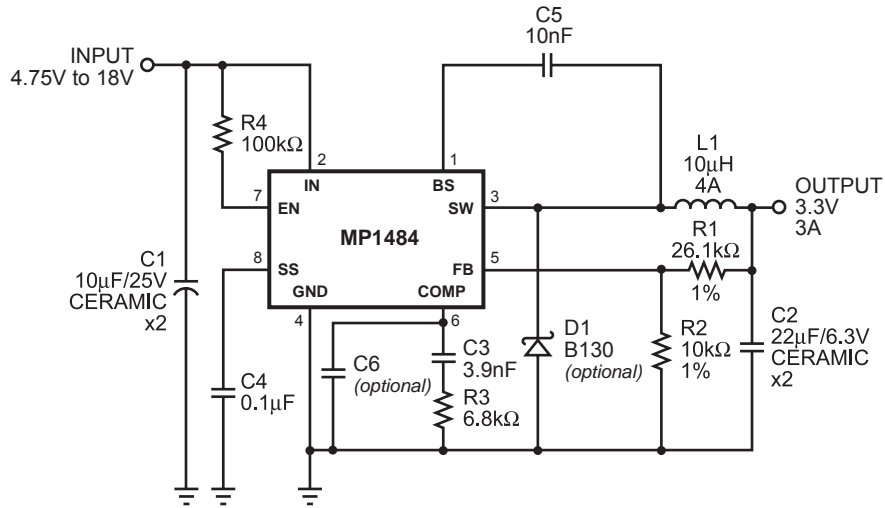 C5
10nF
INPUT
4.75V to 18V
R4
100kΩ
2
1
L1
10µH
4A
IN
BS
7
EN
SW
3
OUTPUT
3.3V
3A
MP1484
R1
26.1kΩ
1%
8
SS
FB
5
C1
10µF/25V
CERAMIC
x2
GND
COMP
4
6
C4
0.1µF
C6
(optional)
C3
3.9nF
R3
6.8kΩ
D1
B130
(optional)
R2
10kΩ
1%
C2
22µF/6.3V
CERAMIC
x2